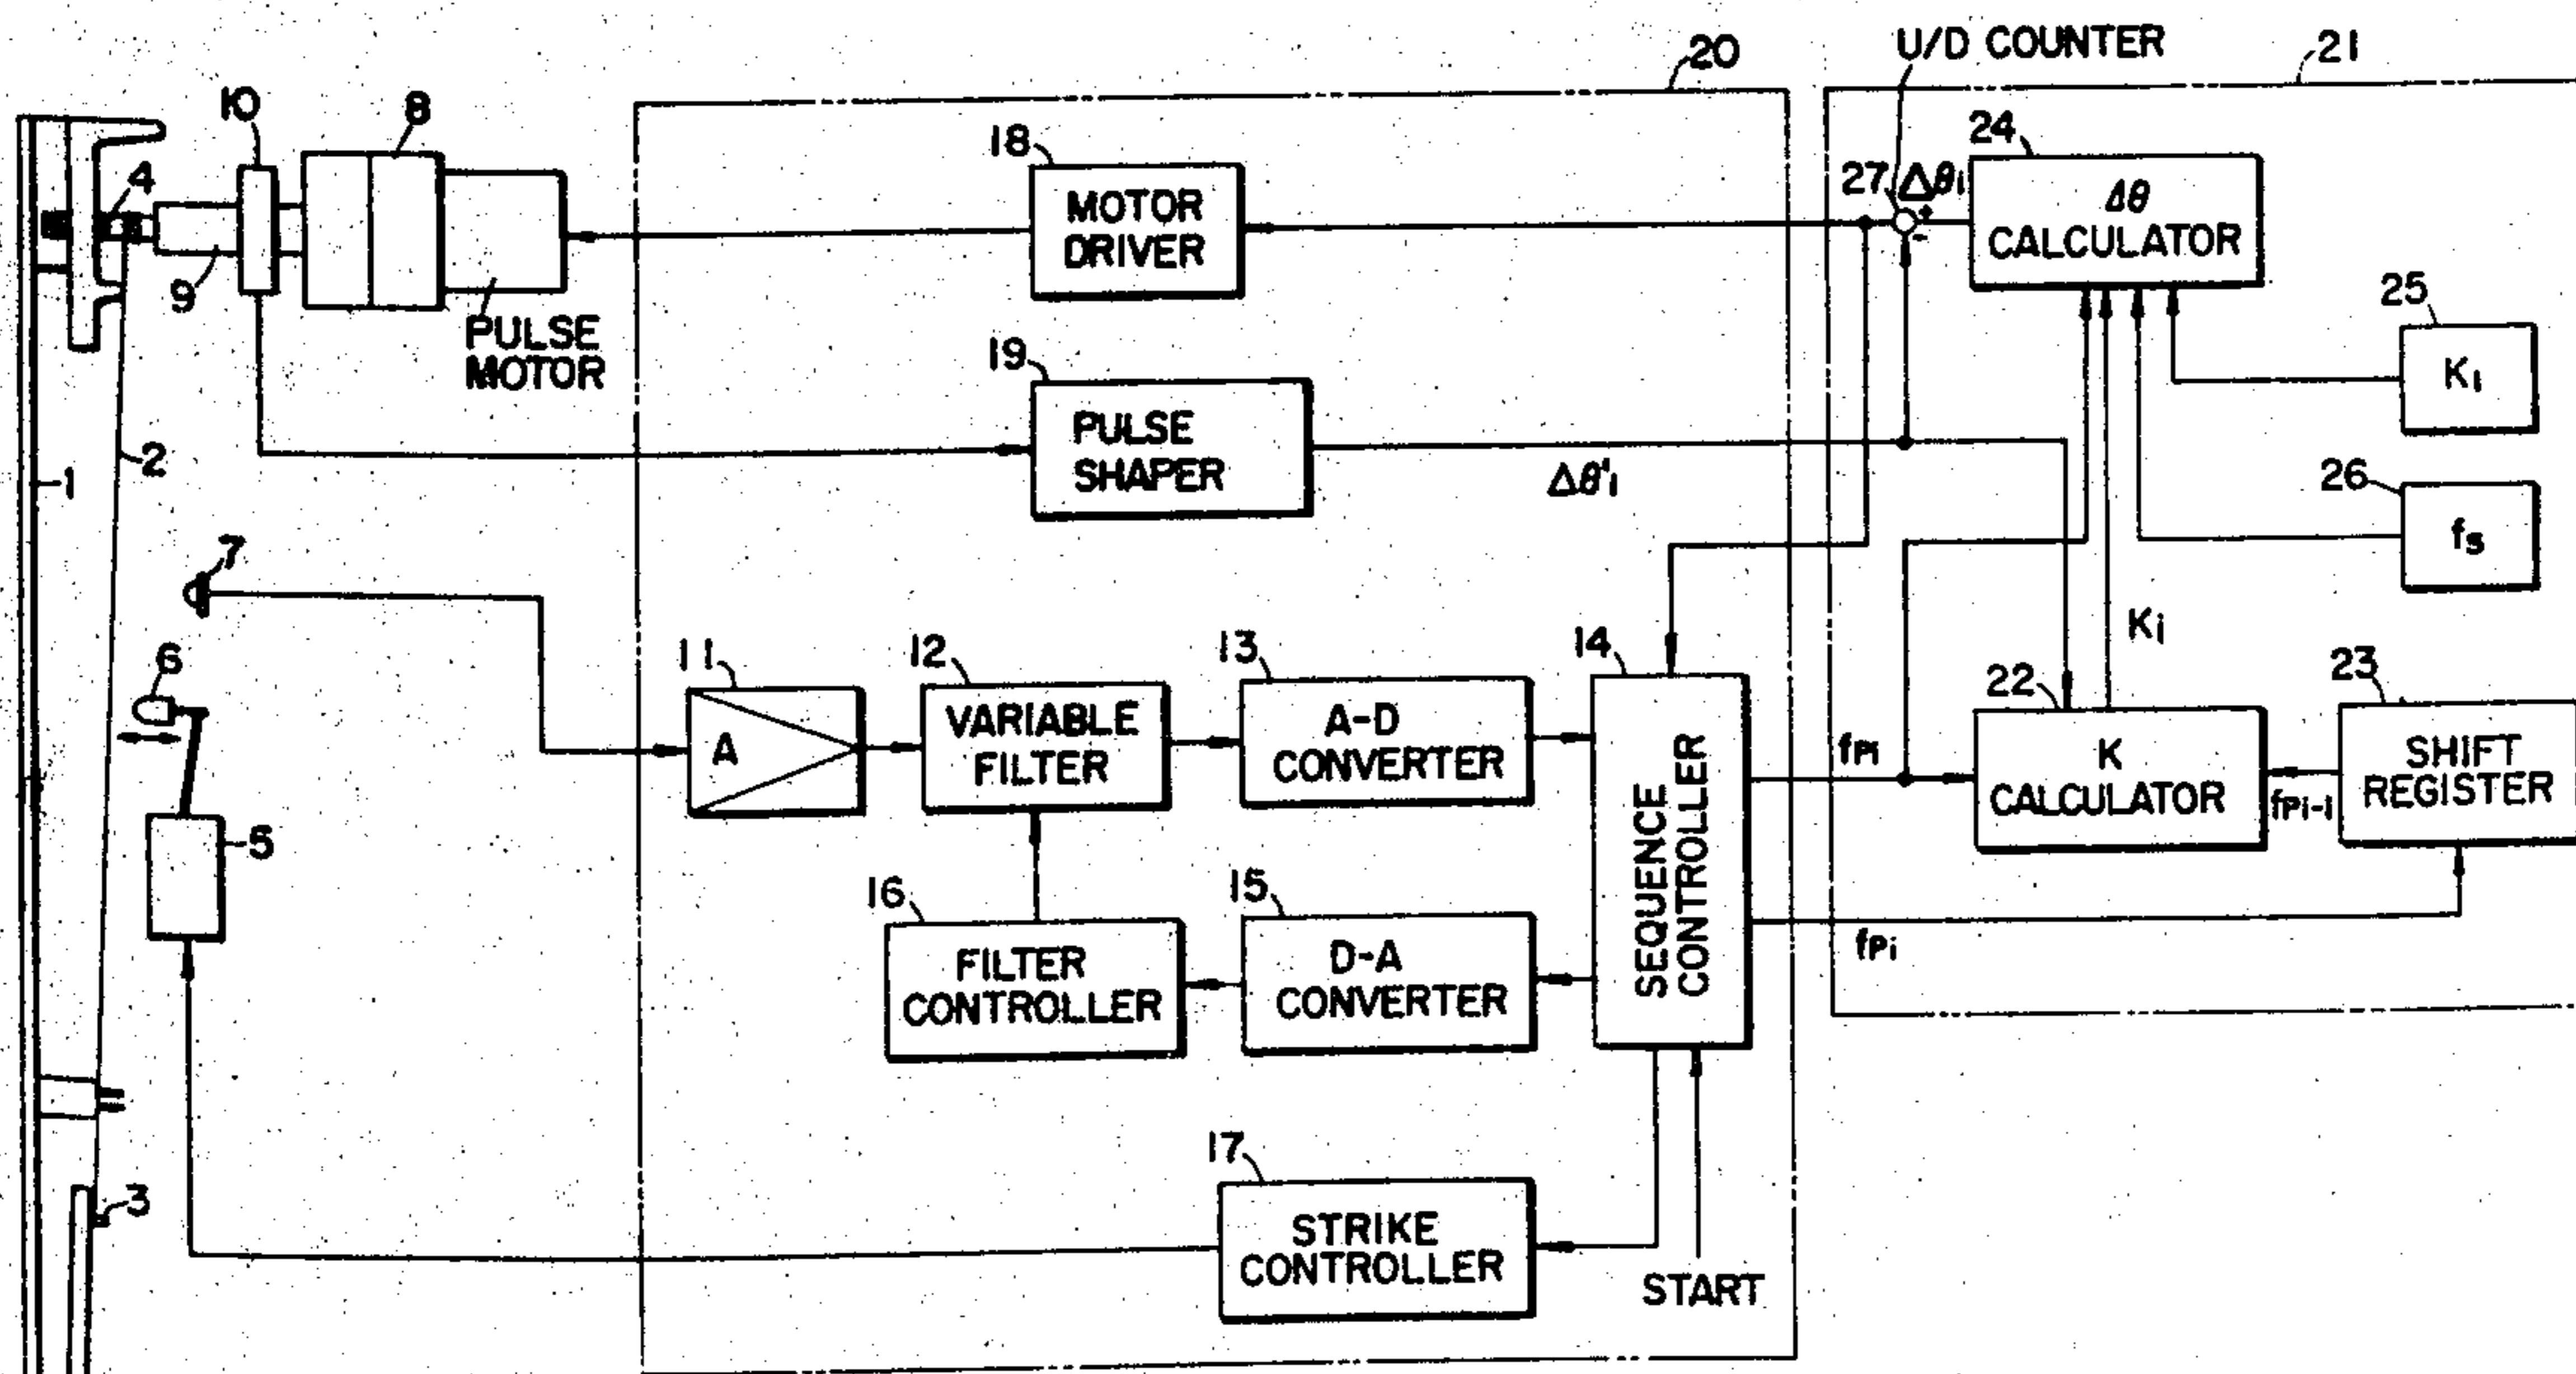 U/D COUNTER
20
21
10
8
24
18
4
27
Δθi
Δθ
CALCULATOR
MOTOR
DRIVER
9
25
PULSE
MOTOR
19
K1
PULSE
SHAPER
2
1
26
Δθ'i
fs
7
Ki
6
11
12
13
14
22
23
A
VARIABLE
FILTER
A-D
CONVERTER
SEQUENCE
CONTROLLER
fPi
K
CALCULATOR
fPi-1
SHIFT
REGISTER
5
16
15
FILTER
CONTROLLER
D-A
CONVERTER
fPi
17
3
STRIKE
CONTROLLER
START